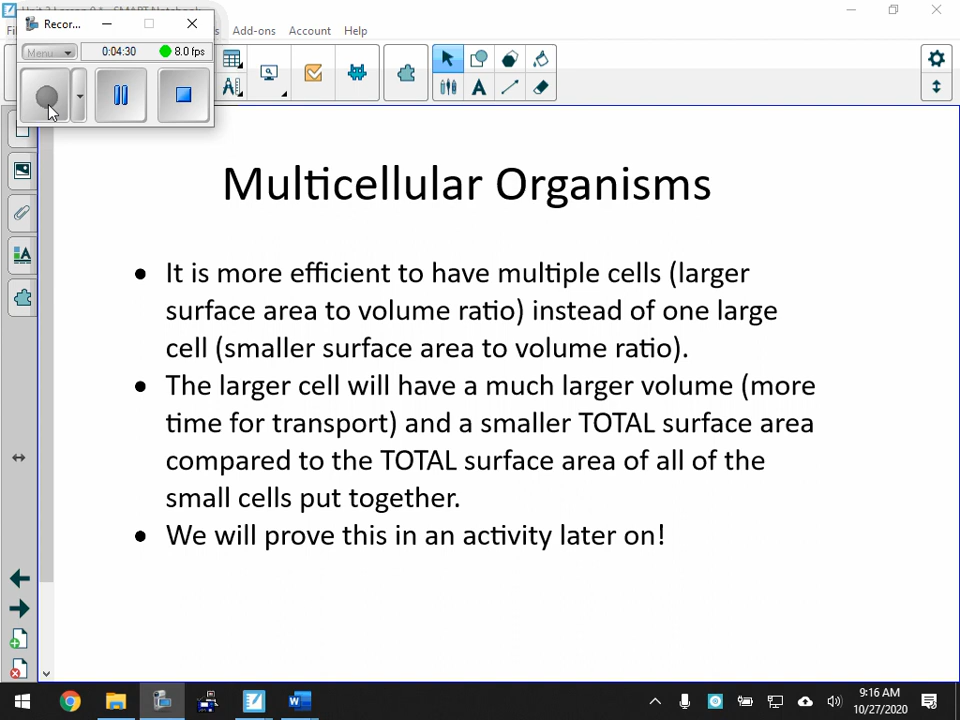 Recor...
Menu
0:04:30
8.0 fps
Add-ons
Account
Help
Multicellular Organisms
• It is more efficient to have multiple cells (larger
surface area to volume ratio) instead of one large
cell (smaller surface area to volume ratio).
• The larger cell will have a much larger volume (more
time for transport) and a smaller TOTAL surface area
compared to the TOTAL surface area of all of the
small cells put together.
• We will prove this in an activity later on!
9:16 AM
10/27/2020